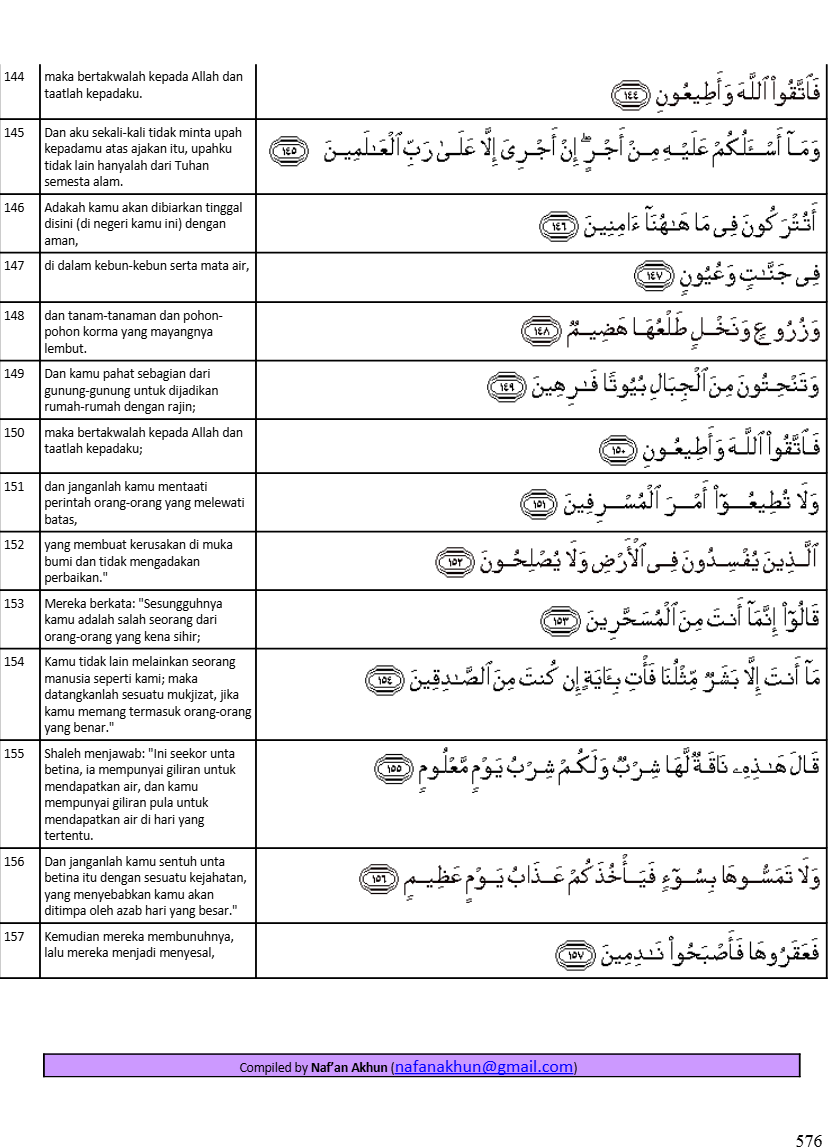 144
maka bertakwalah kepada Allah dan
taatlah kepadaku.
فَٱتَّقُوا۟ ٱللَّهَ وَأَطِيعُونِ ﴿١٤٤﴾
145
Dan aku sekali-kali tidak minta upah
kepadamu atas ajakan itu, upahku
tidak lain hanyalah dari Tuhan
semesta alam.
وَمَآ أَسْـَٔلُكُمْ عَلَيْهِ مِنْ أَجْرٍ ۖ إِنْ أَجْرِىَ إِلَّا عَلَىٰ رَبِّ ٱلْعَـٰلَمِينَ ﴿١٤٥﴾
146
Adakah kamu akan dibiarkan tinggal
disini (di negeri kamu ini) dengan
aman,
أَتُتْرَكُونَ فِى مَا هَـٰهُنَآ ءَامِنِينَ ﴿١٤٦﴾
147
di dalam kebun-kebun serta mata air,
فِى جَنَّـٰتٍ وَعُيُونٍ ﴿١٤٧﴾
148
dan tanam-tanaman dan pohon-
pohon korma yang mayangnya
lembut.
وَزُرُوعٍ وَنَخْلٍ طَلْعُهَا هَضِيمٌ ﴿١٤٨﴾
149
Dan kamu pahat sebagian dari
gunung-gunung untuk dijadikan
rumah-rumah dengan rajin;
وَتَنْحِتُونَ مِنَ ٱلْجِبَالِ بُيُوتًا فَـٰرِهِينَ ﴿١٤٩﴾
150
maka bertakwalah kepada Allah dan
taatlah kepadaku;
فَٱتَّقُوا۟ ٱللَّهَ وَأَطِيعُونِ ﴿١٥٠﴾
151
dan janganlah kamu mentaati
perintah orang-orang yang melewati
batas,
وَلَا تُطِيعُوٓا۟ أَمْرَ ٱلْمُسْرِفِينَ ﴿١٥١﴾
152
yang membuat kerusakan di muka
bumi dan tidak mengadakan
perbaikan."
ٱلَّذِينَ يُفْسِدُونَ فِى ٱلْأَرْضِ وَلَا يُصْلِحُونَ ﴿١٥٢﴾
153
Mereka berkata: "Sesungguhnya
kamu adalah salah seorang dari
orang-orang yang kena sihir;
قَالُوٓا۟ إِنَّمَآ أَنتَ مِنَ ٱلْمُسَحَّرِينَ ﴿١٥٣﴾
154
Kamu tidak lain melainkan seorang
manusia seperti kami; maka
datangkanlah sesuatu mukjizat, jika
kamu memang termasuk orang-orang
yang benar."
مَآ أَنتَ إِلَّا بَشَرٌ مِّثْلُنَا فَأْتِ بِـَٔايَةٍ إِن كُنتَ مِنَ ٱلصَّـٰدِقِينَ ﴿١٥٤﴾
155
Shaleh menjawab: "Ini seekor unta
betina, ia mempunyai giliran untuk
mendapatkan air, dan kamu
mempunyai giliran pula untuk
mendapatkan air di hari yang
tertentu.
قَالَ هَـٰذِهِۦ نَاقَةٌ لَّهَا شِرْبٌ وَلَكُمْ شِرْبُ يَوْمٍ مَّعْلُومٍ ﴿١٥٥﴾
156
Dan janganlah kamu sentuh unta
betina itu dengan sesuatu kejahatan,
yang menyebabkan kamu akan
ditimpa oleh azab hari yang besar."
وَلَا تَمَسُّوهَا بِسُوٓءٍ فَيَأْخُذَكُمْ عَذَابُ يَوْمٍ عَظِيمٍ ﴿١٥٦﴾
157
Kemudian mereka membunuhnya,
lalu mereka menjadi menyesal,
فَعَقَرُوهَا فَأَصْبَحُوا۟ نَـٰدِمِينَ ﴿١٥٧﴾
Compiled by Naf'an Akhun (nafanakhun@gmail.com)
576